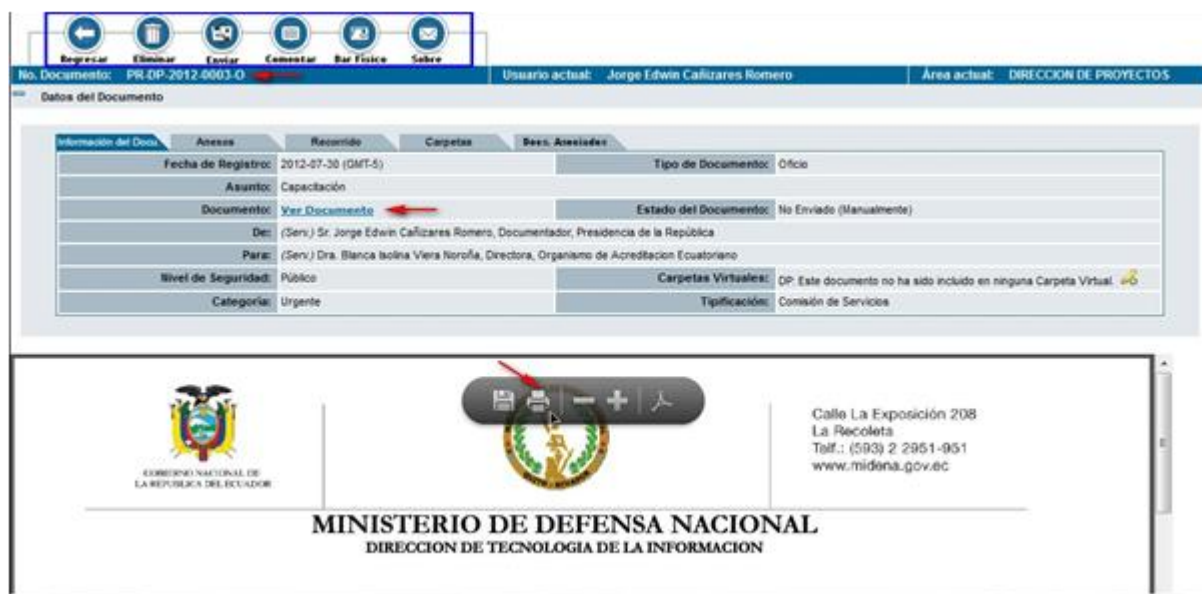 Regresar Eliminar Enviar Comentar Dar Físico Sobre
No. Documento: PR-DP-2012-0003-O Usuario actual: Jorge Edwin Cañizares Romero Área actual: DIRECCION DE PROYECTOS
Datos del Documento
Información del Docu Anexos Recorrido Carpetas Docs. Asociados
Fecha de Registro: 2012-07-30 (GMT-5) Tipo de Documento: Oficio
Asunto: Capacitación
Documento: Ver Documento Estado del Documento: No Enviado (Manualmente)
De: (Serv.) Sr. Jorge Edwin Cañizares Romero, Documentador, Presidencia de la República
Para: (Serv.) Dra. Blanca Isolina Viera Noroña, Directora, Organismo de Acreditacion Ecuatoriano
Nivel de Seguridad: Público Carpetas Virtuales: DP: Este documento no ha sido incluido en ninguna Carpeta Virtual.
Categoría: Urgente Tipificación: Comisión de Servicios
GOBIERNO NACIONAL DE
LA REPUBLICA DEL ECUADOR
Calle La Exposición 208
La Recoleta
Telf.: (593) 2 2951-951
www.midena.gov.ec
MINISTERIO DE DEFENSA NACIONAL
DIRECCION DE TECNOLOGIA DE LA INFORMACION